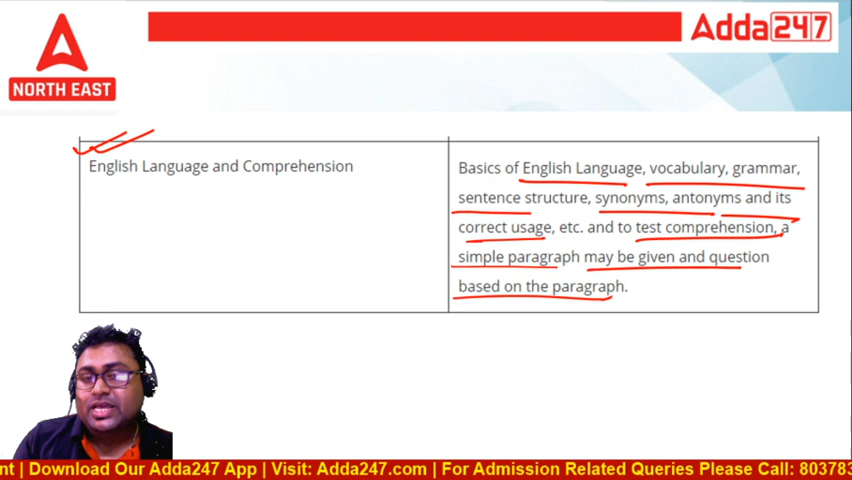 Adda247
NORTH EAST
English Language and Comprehension
Basics of English Language, vocabulary, grammar,
sentence structure, synonyms, antonyms and its
correct usage, etc. and to test comprehension, a
simple paragraph may be given and question
based on the paragraph.
nt | Download Our Adda247 App | Visit: Adda247.com | For Admission Related Queries Please Call: 80378